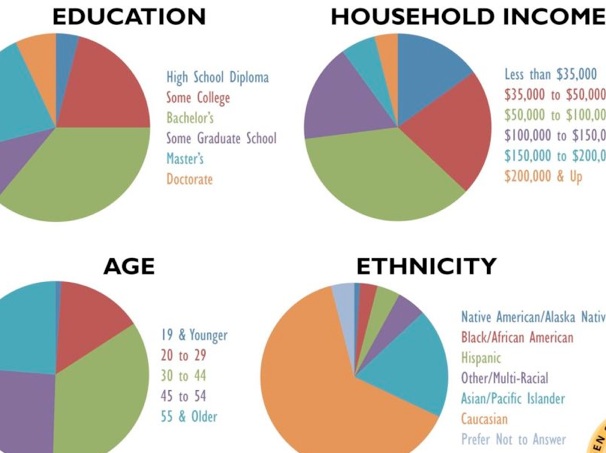 EDUCATION
High School Diploma
Some College
Bachelor's
Some Graduate School
Master's
Doctorate
HOUSEHOLD INCOME
Less than $35,000
$35,000 to $50,000
$50,000 to $100,00
$100,000 to $150,0
$150,000 to $200,0
$200,000 & Up
AGE
19 & Younger
20 to 29
30 to 44
45 to 54
55 & Older
ETHNICITY
Native American/Alaska Nativ
Black/African American
Hispanic
Other/Multi-Racial
Asian/Pacific Islander
Caucasian
Prefer Not to Answer